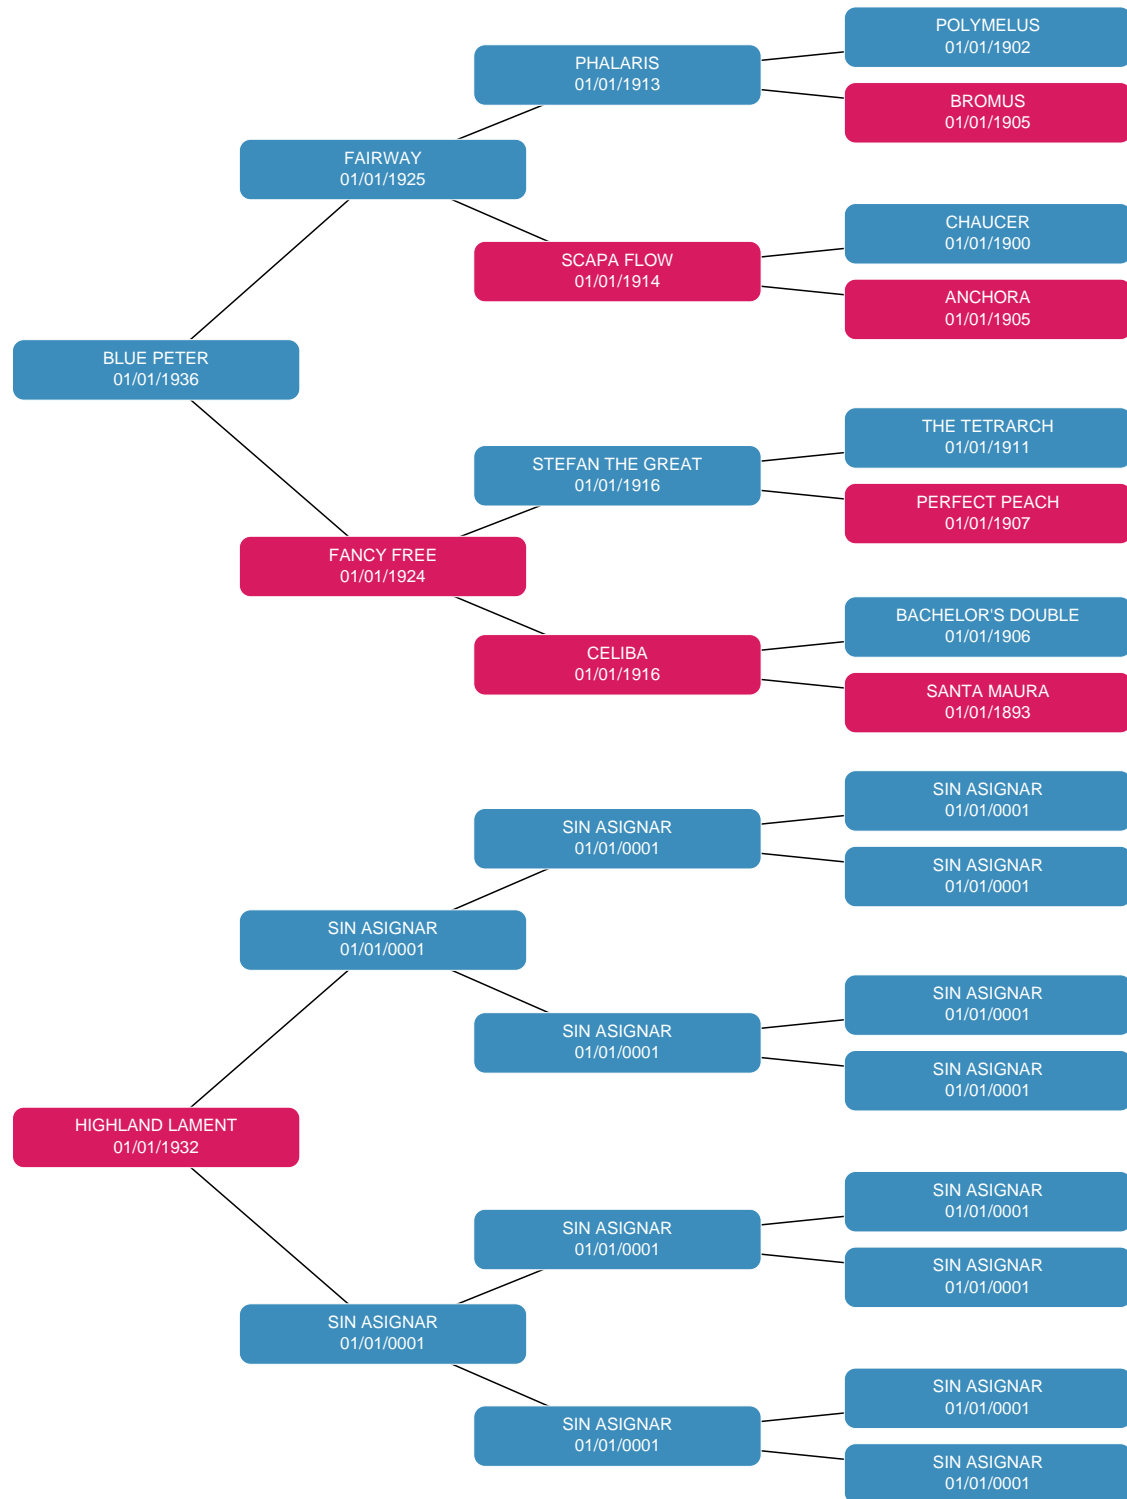 POLYMELUS
01/01/1902
PHALARIS
01/01/1913
BROMUS
01/01/1905
FAIRWAY
01/01/1925
CHAUCER
01/01/1900
SCAPA FLOW
01/01/1914
ANCHORA
01/01/1905
BLUE PETER
01/01/1936
THE TETRARCH
01/01/1911
STEFAN THE GREAT
01/01/1916
PERFECT PEACH
01/01/1907
FANCY FREE
01/01/1924
BACHELOR'S DOUBLE
01/01/1906
CELIBA
01/01/1916
SANTA MAURA
01/01/1893
SIN ASIGNAR
01/01/0001
SIN ASIGNAR
01/01/0001
SIN ASIGNAR
01/01/0001
SIN ASIGNAR
01/01/0001
SIN ASIGNAR
01/01/0001
SIN ASIGNAR
01/01/0001
SIN ASIGNAR
01/01/0001
HIGHLAND LAMENT
01/01/1932
SIN ASIGNAR
01/01/0001
SIN ASIGNAR
01/01/0001
SIN ASIGNAR
01/01/0001
SIN ASIGNAR
01/01/0001
SIN ASIGNAR
01/01/0001
SIN ASIGNAR
01/01/0001
SIN ASIGNAR
01/01/0001